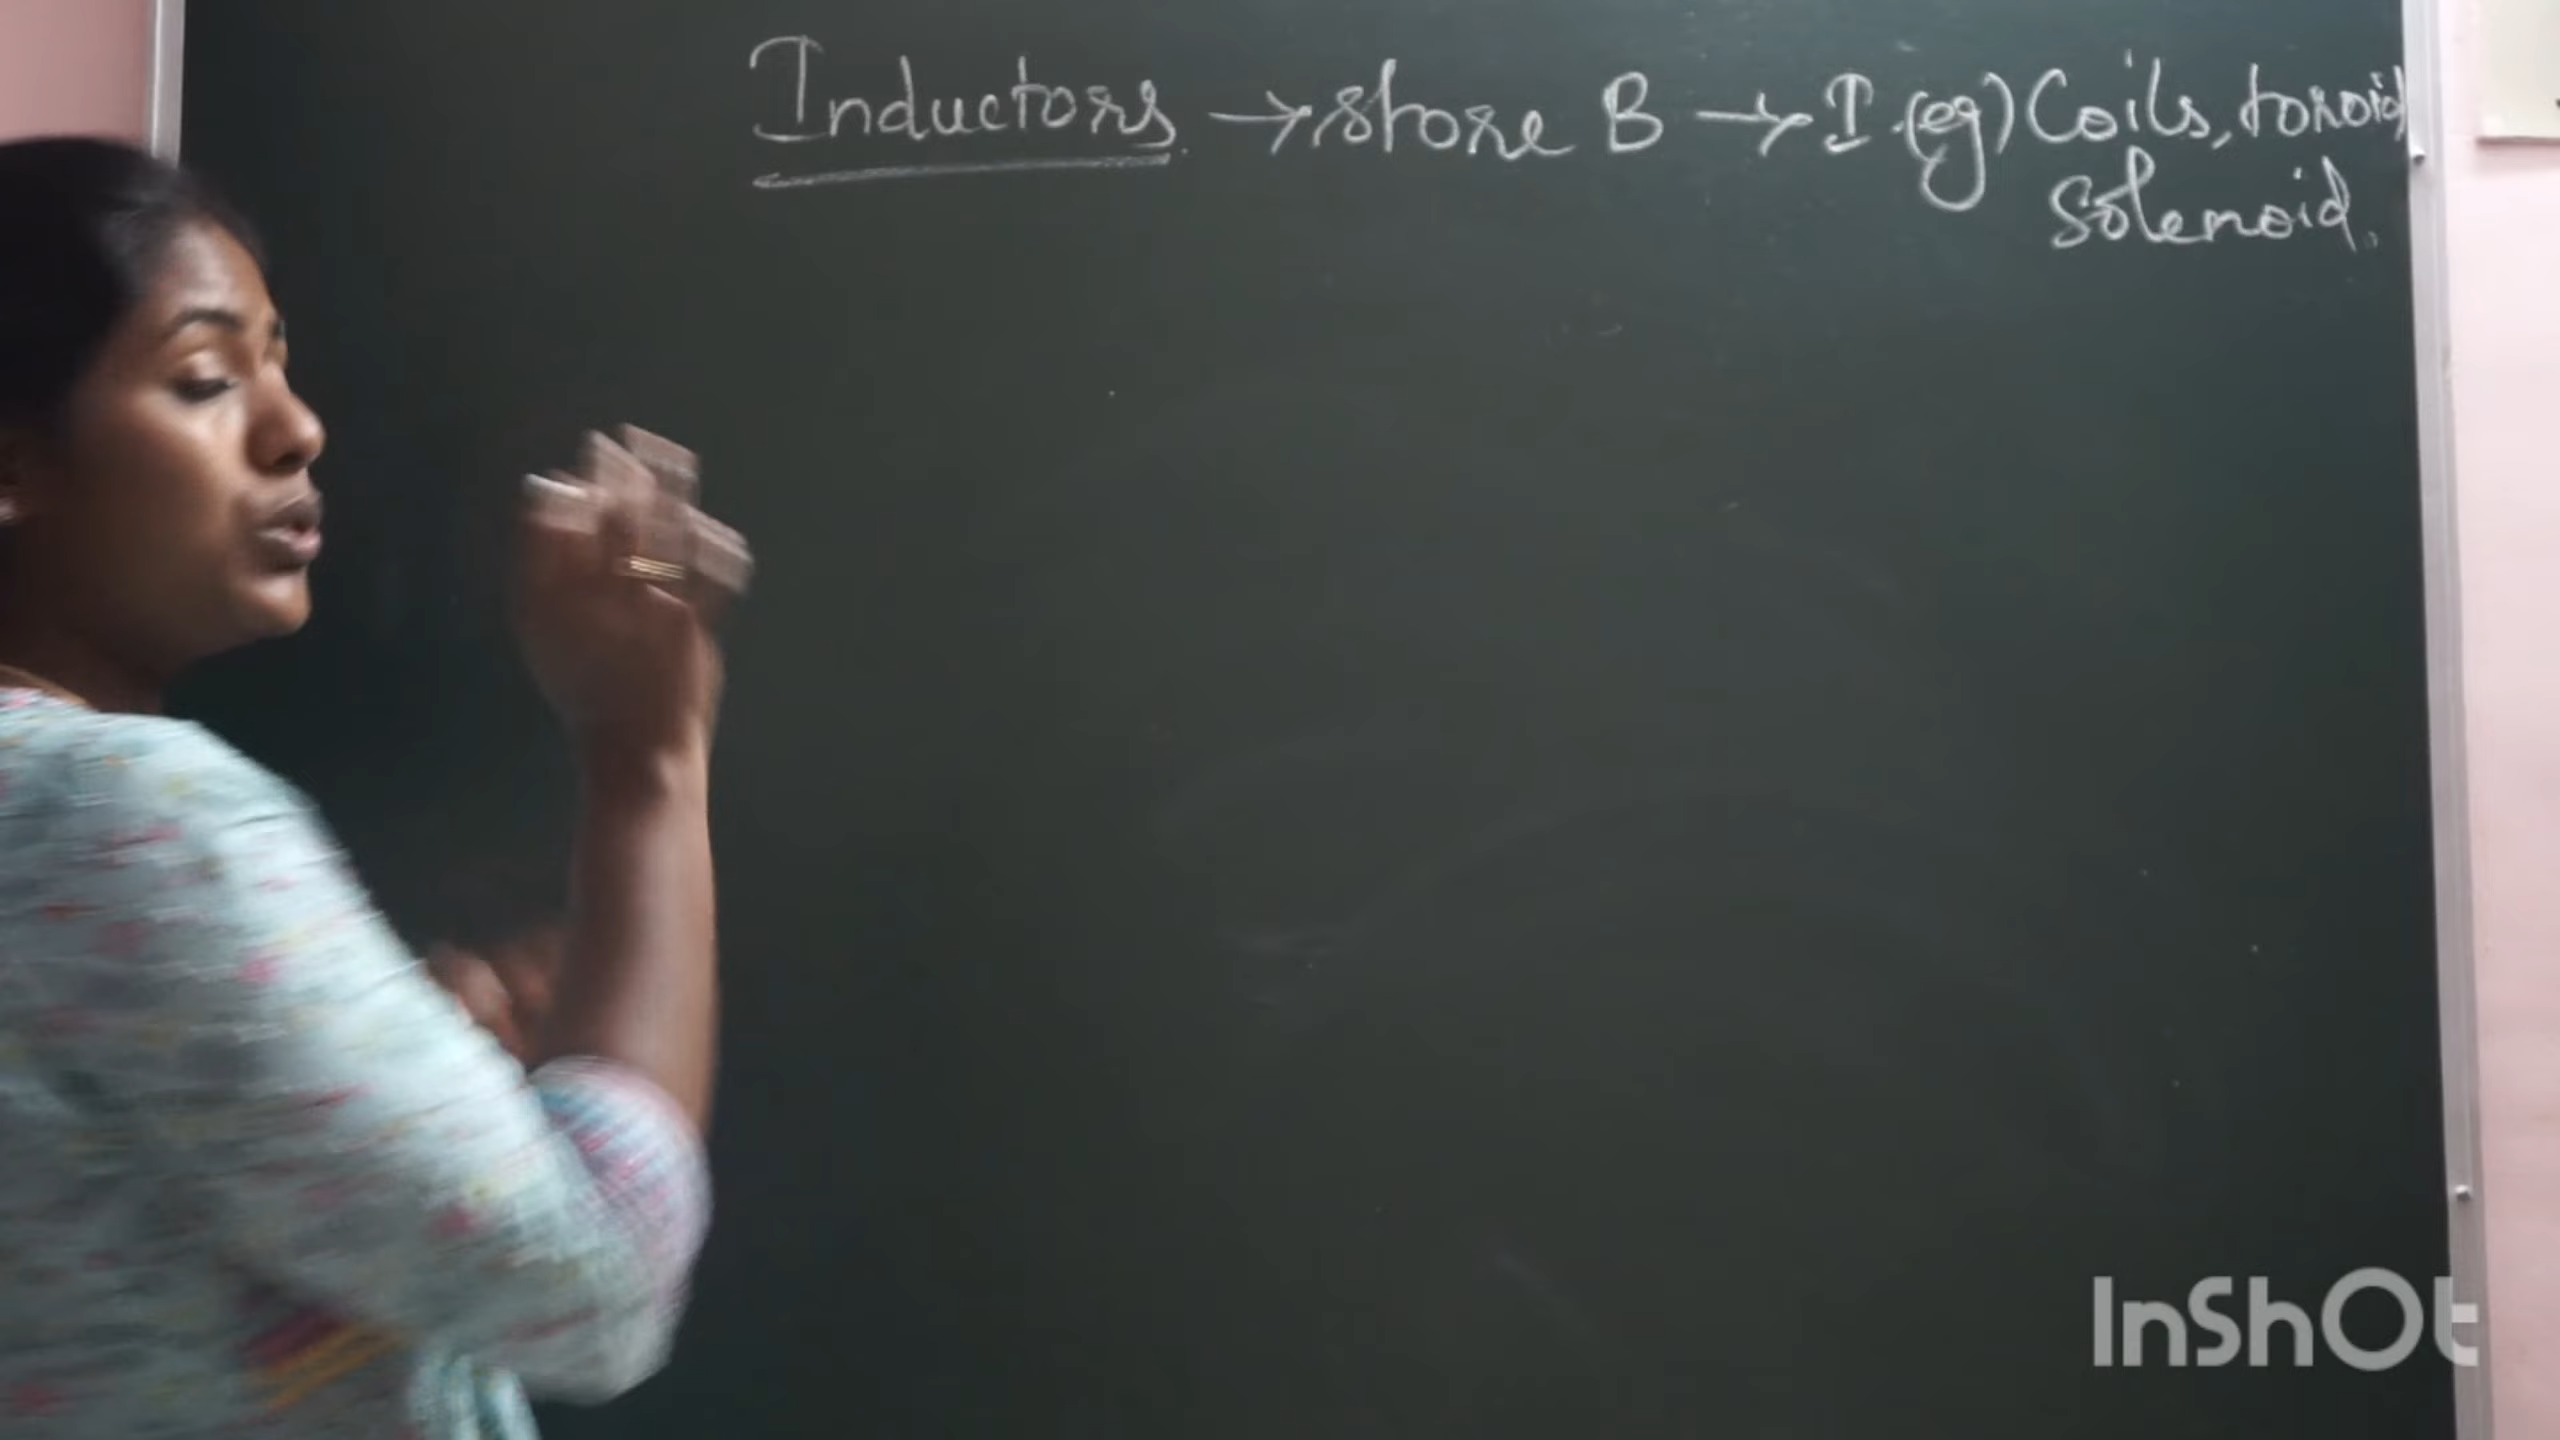 Inductors → store B → I (eg) Coils, toroid
Solenoid.
InShOt